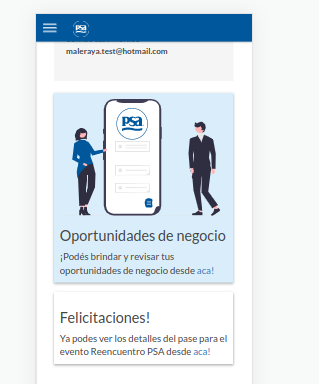 psa
maleraya.test@hotmail.com
psa
Oportunidades de negocio
¡Podés brindar y revisar tus
oportunidades de negocio desde aca!
Felicitaciones!
Ya podes ver los detalles del pase para el
evento Reencuentro PSA desde aca!